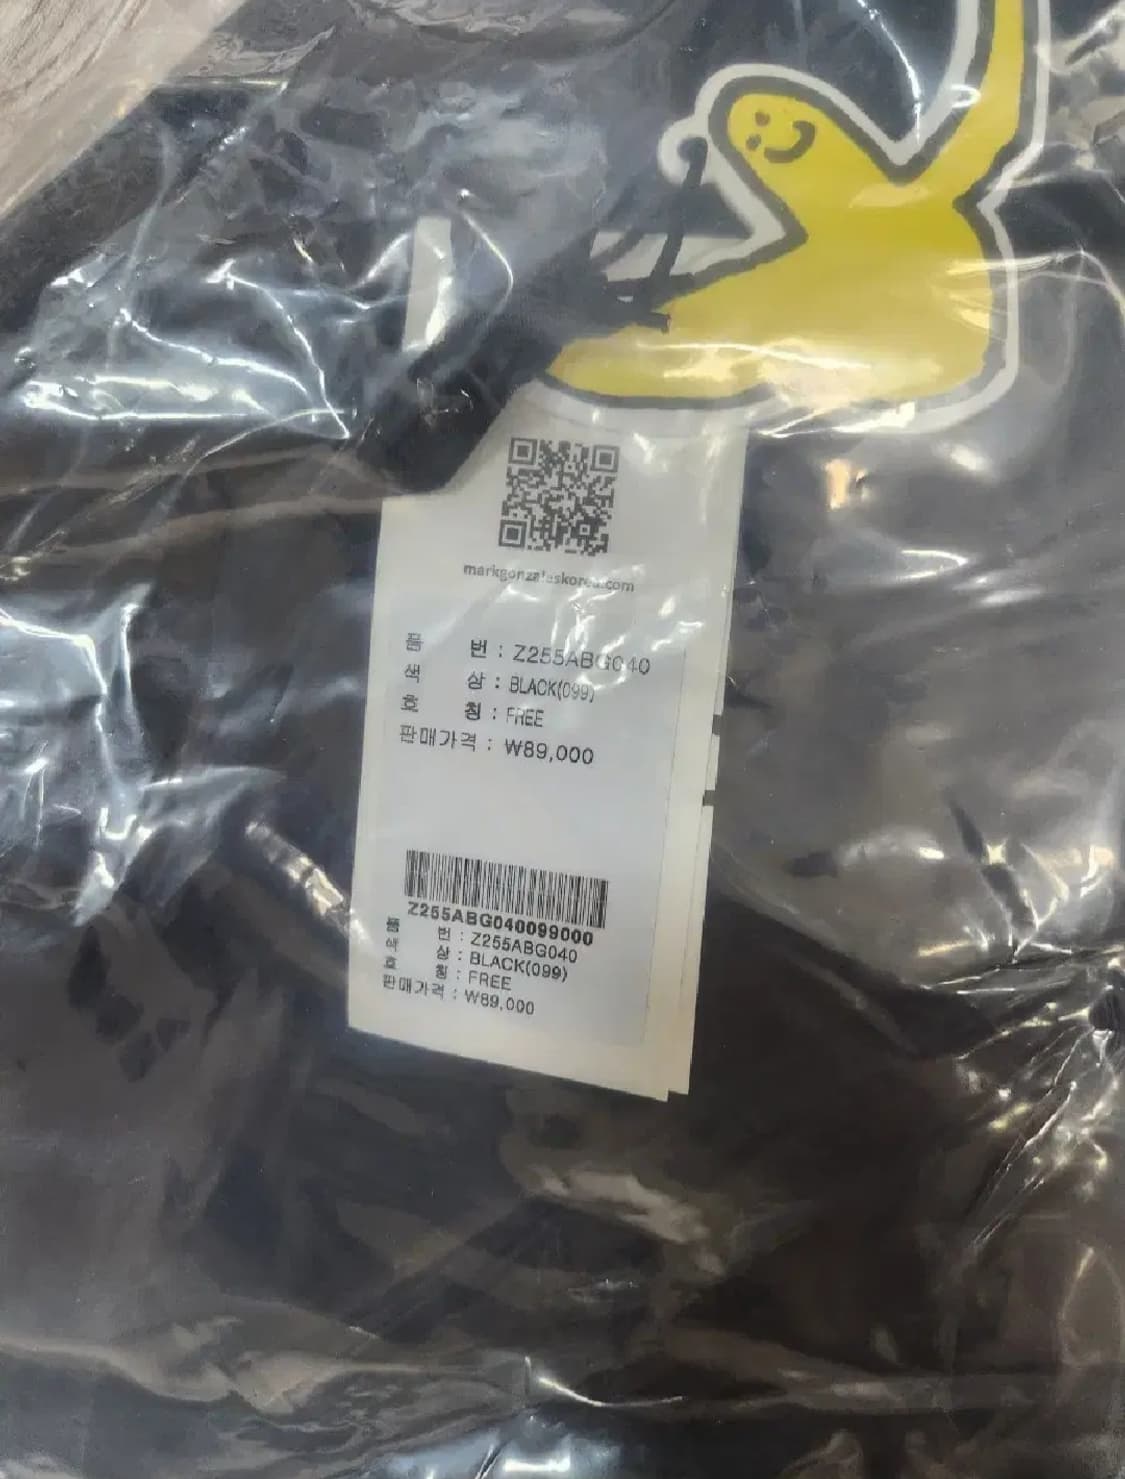 markgonzaleskorea.com
품 번 : Z255ABG040
색 상 : BLACK(099)
호 칭 : FREE
판매가격 : ₩89,000
Z255ABG040099000
품 번 : Z255ABG040
색 상 : BLACK(099)
호 칭 : FREE
판매가격 : ₩89,000